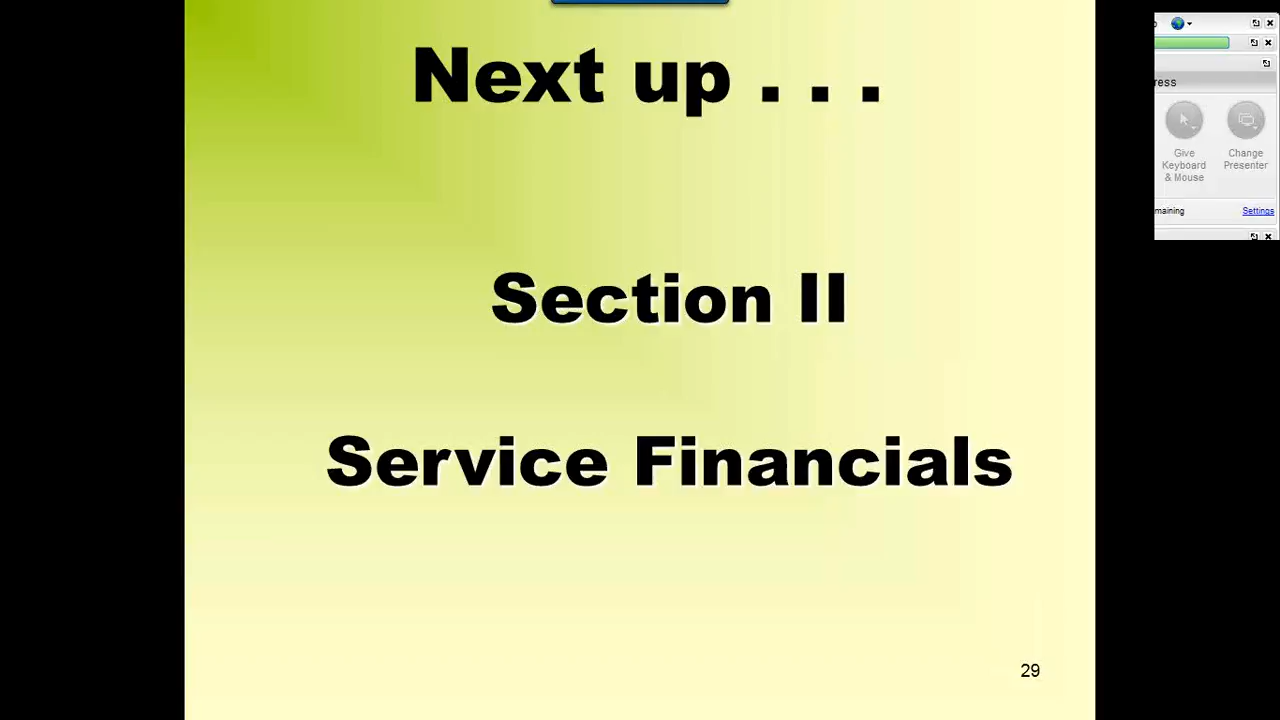 Next up . . .
Section II
Service Financials
29
ress
Give
Keyboard
& Mouse
Change
Presenter
maining
Settings